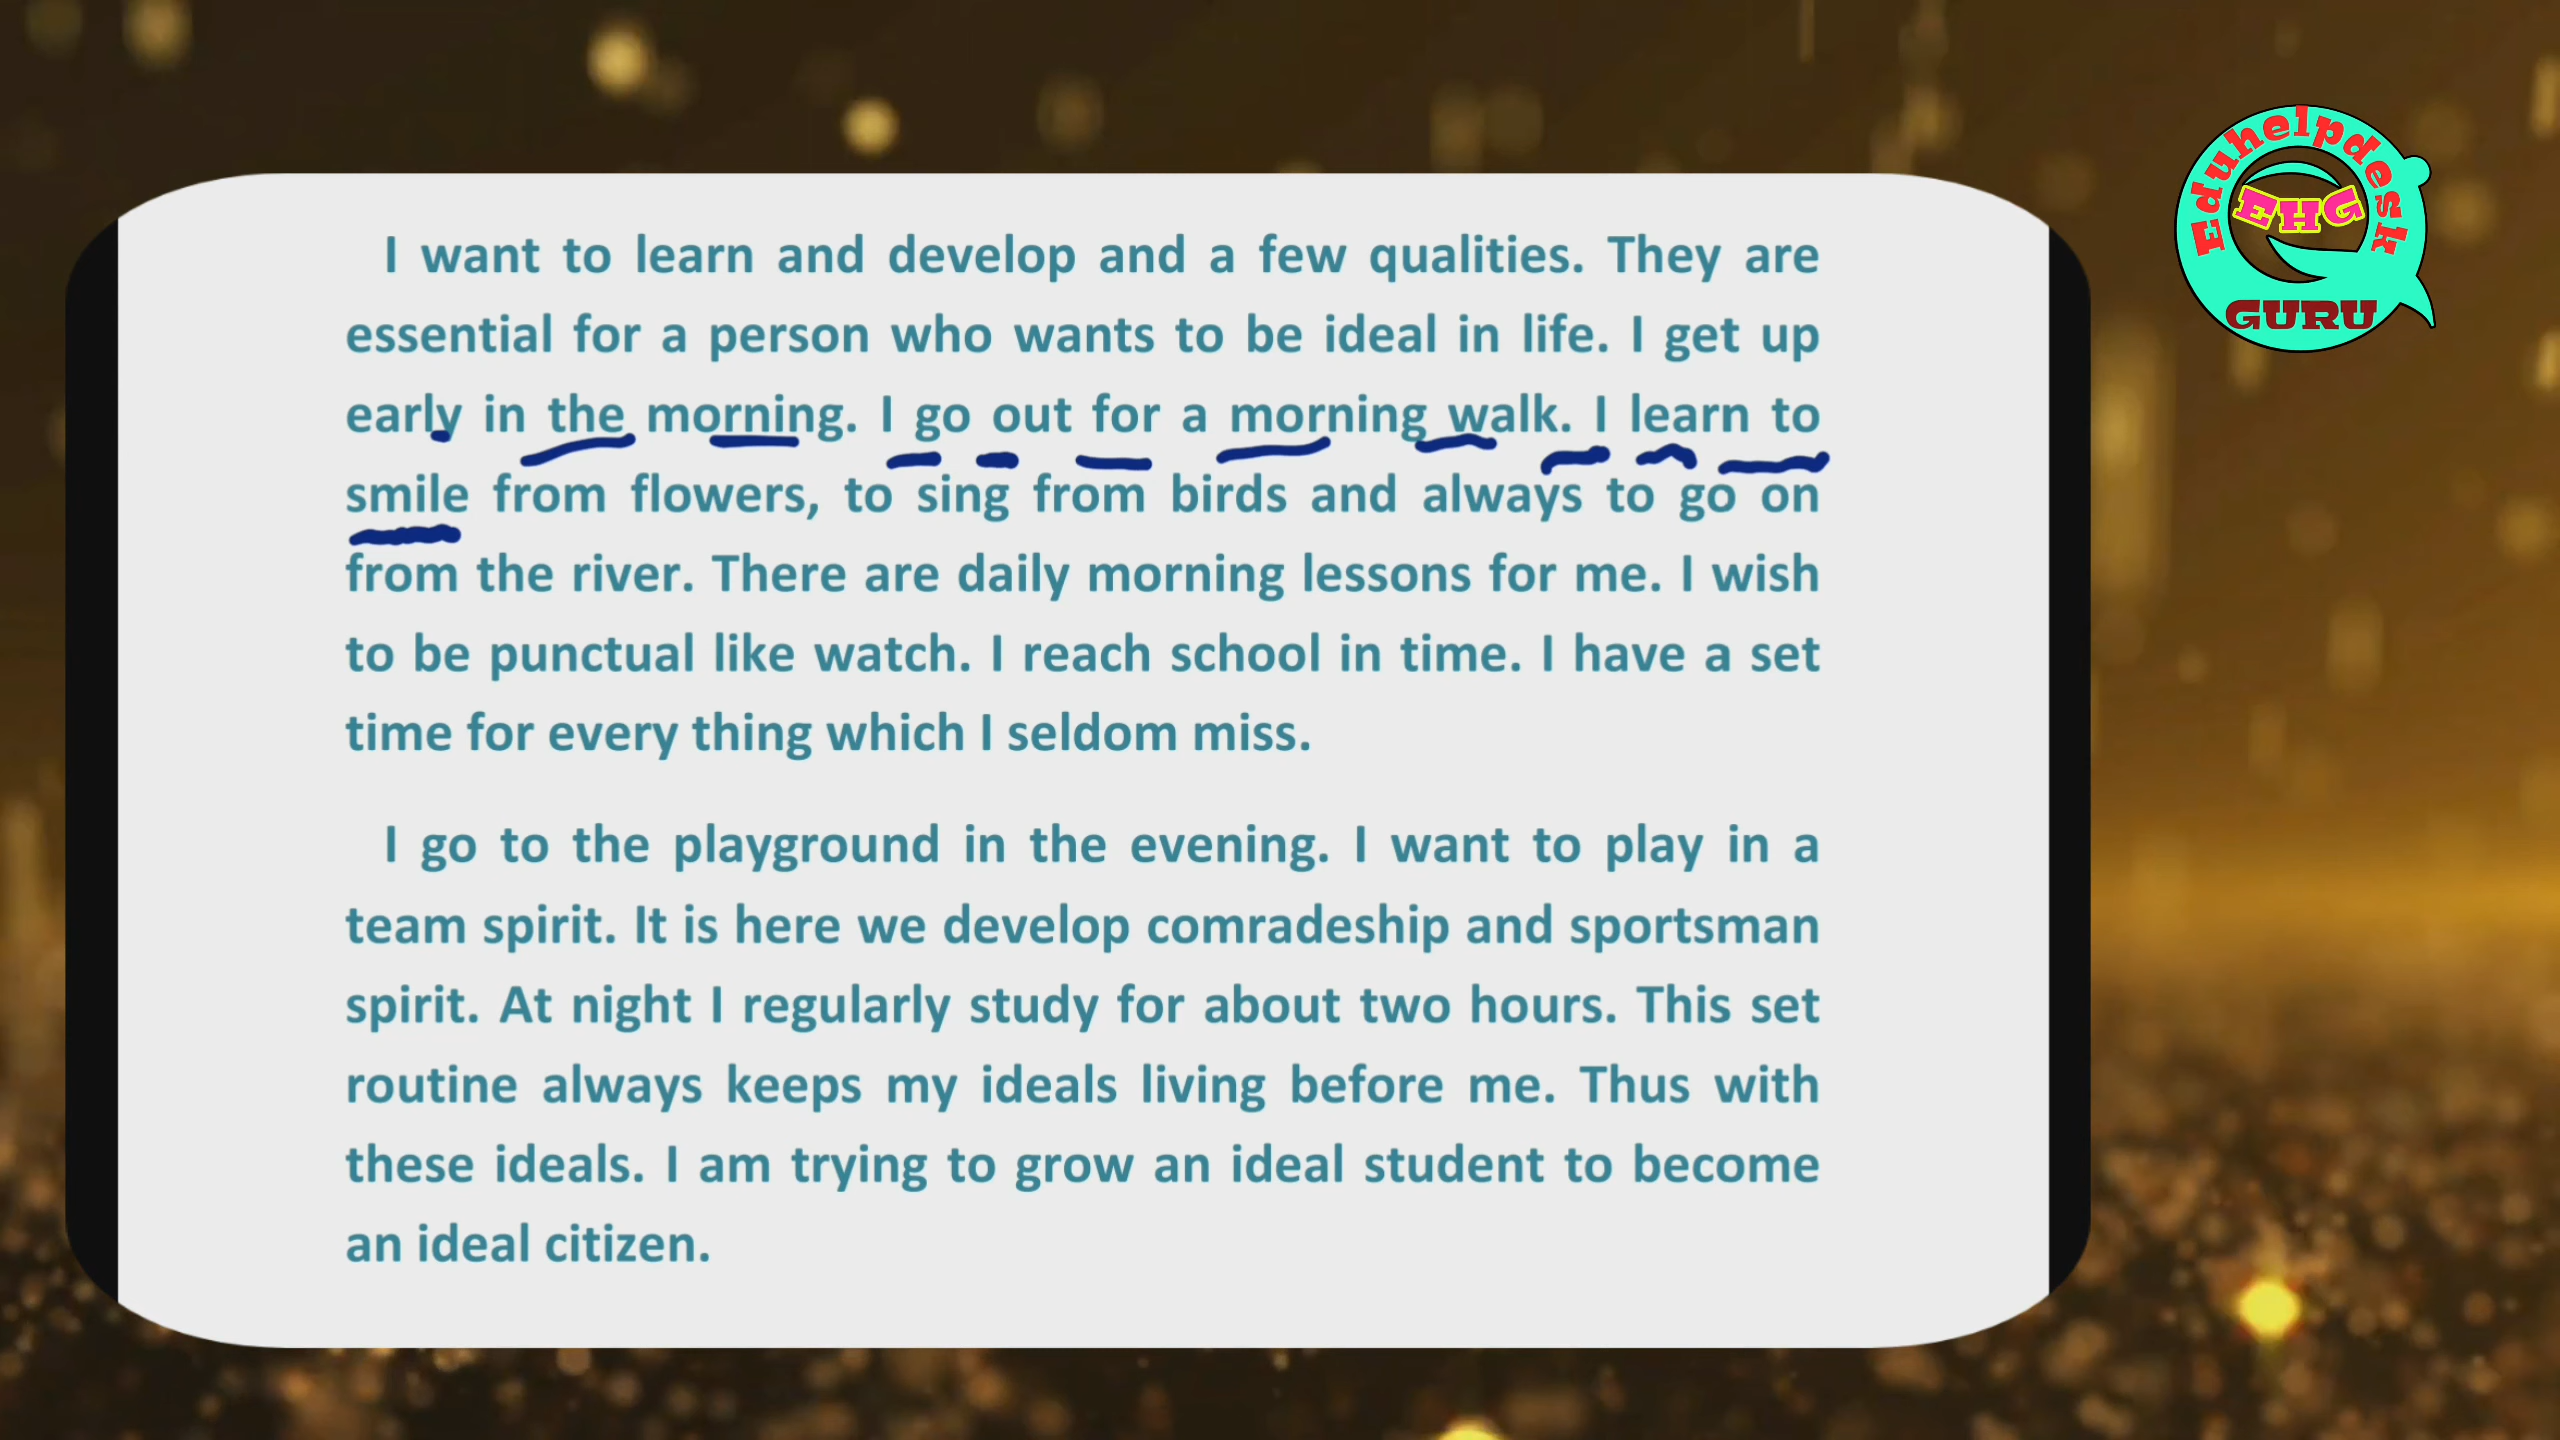 I want to learn and develop and a few qualities. They are
essential for a person who wants to be ideal in life. I get up
early in the morning. I go out for a morning walk. I learn to
smile from flowers, to sing from birds and always to go on
from the river. There are daily morning lessons for me. I wish
to be punctual like watch. I reach school in time. I have a set
time for every thing which I seldom miss.
I go to the playground in the evening. I want to play in a
team spirit. It is here we develop comradeship and sportsman
spirit. At night I regularly study for about two hours. This set
routine always keeps my ideals living before me. Thus with
these ideals. I am trying to grow an ideal student to become
an ideal citizen.
Eduhelpdesk
EHG
GURU